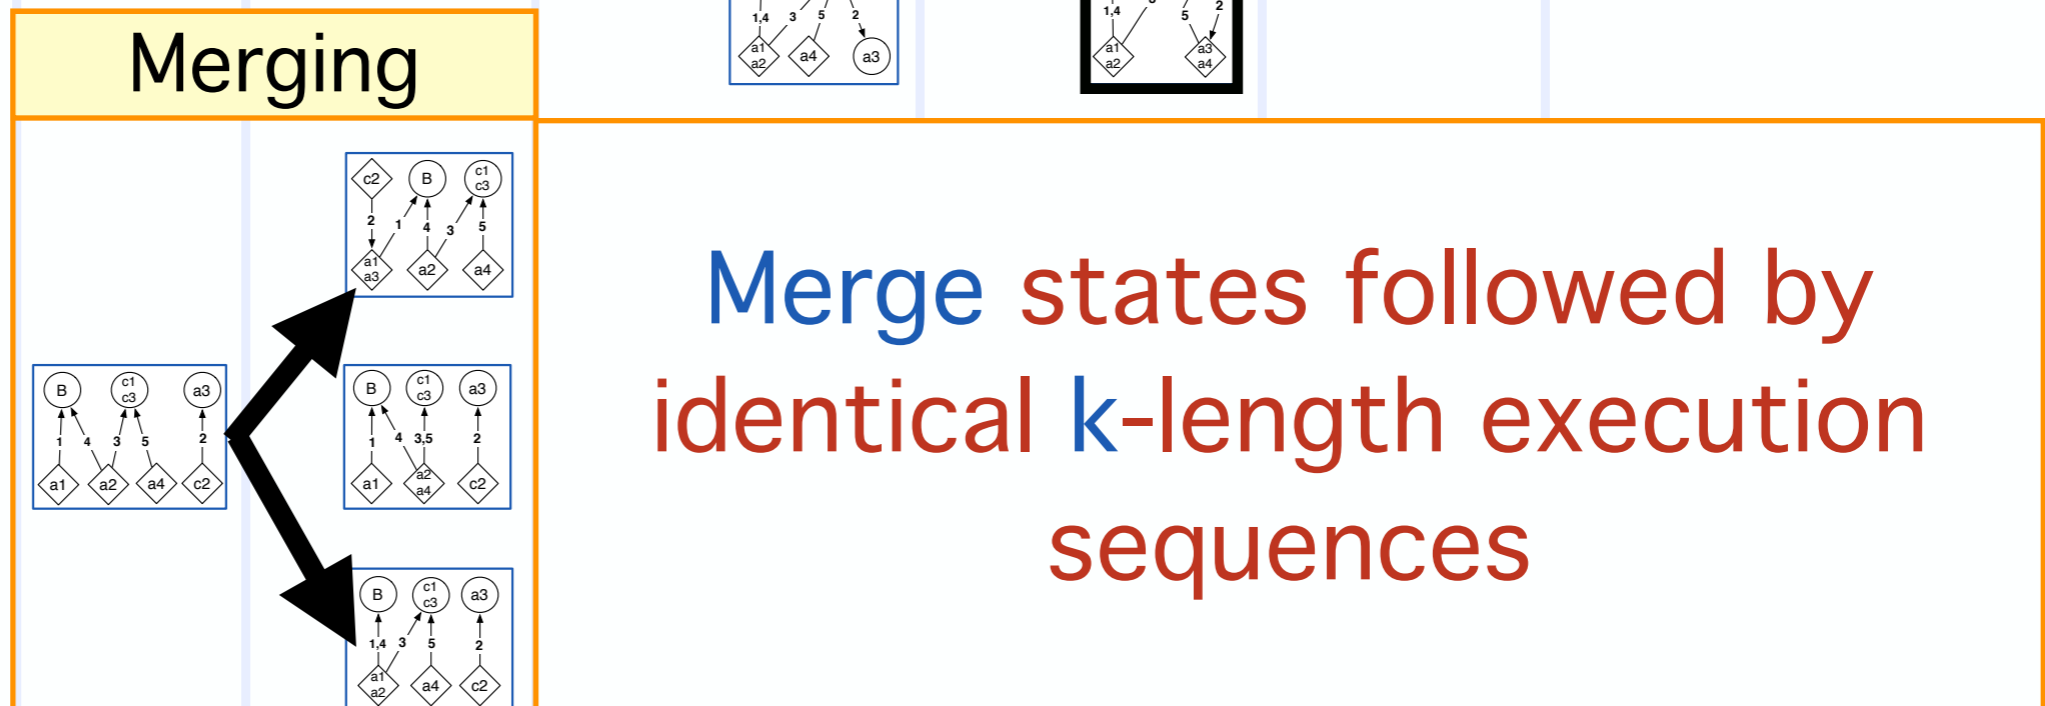 1,4 3 5 2
a1 a2 a4 a3
1,4 5 2
a1 a2 a3 a4
Merging
c2 B c1 c3
2 1 4 3 5
a1 a3 a2 a4
Merge states followed by
identical k-length execution
sequences
B c1 c3 a3
1 4 3 5 2
a1 a2 a4 c2
B c1 c3 a3
1 4 3,5 2
a1 a2 a4 c2
B c1 c3 a3
1,4 3 5 2
a1 a2 a4 c2